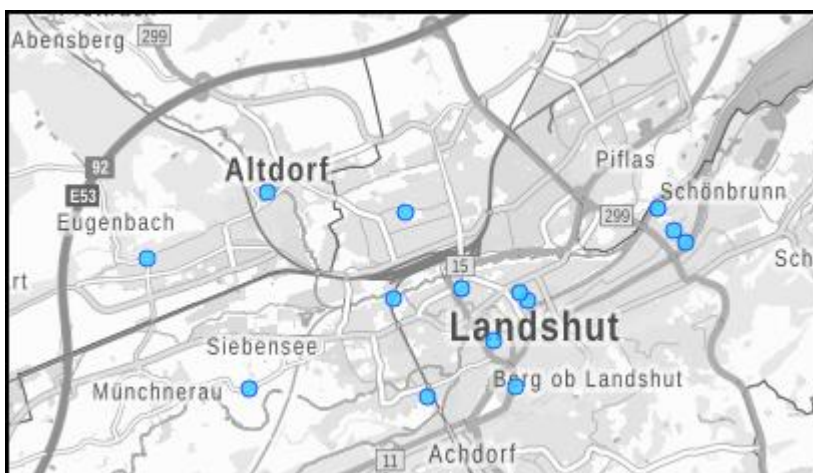 Abensberg
299
Altdorf
92
E53
Eugenbach
Piflas
Schönbrunn
299
15
Sch
rt
Landshut
Siebensee
Münchnerau
Berg ob Landshut
Achdorf
11